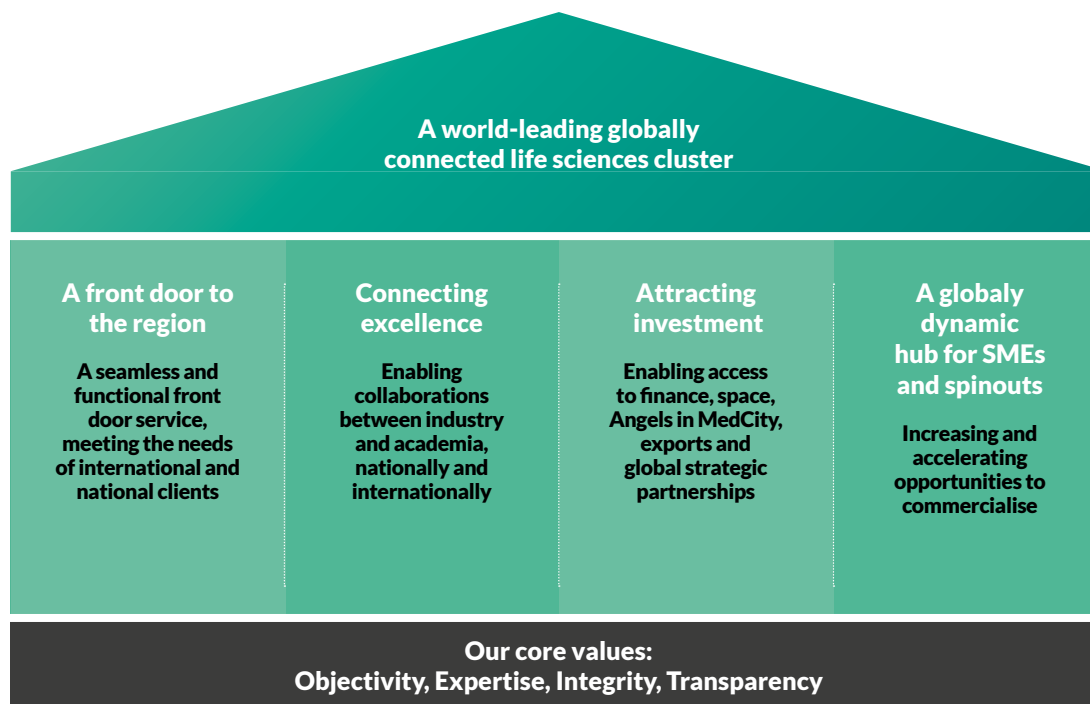 A world-leading globally
connected life sciences cluster
A front door to
the region
A seamless and
functional front
door service,
meeting the needs
of international and
national clients
Connecting
excellence
Enabling
collaborations
between industry
and academia,
nationally and
internationally
Attracting
investment
Enabling access
to finance, space,
Angels in MedCity,
exports and
global strategic
partnerships
A globaly
dynamic
hub for SMEs
and spinouts
Increasing and
accelerating
opportunities to
commercialise
Our core values:
Objectivity, Expertise, Integrity, Transparency